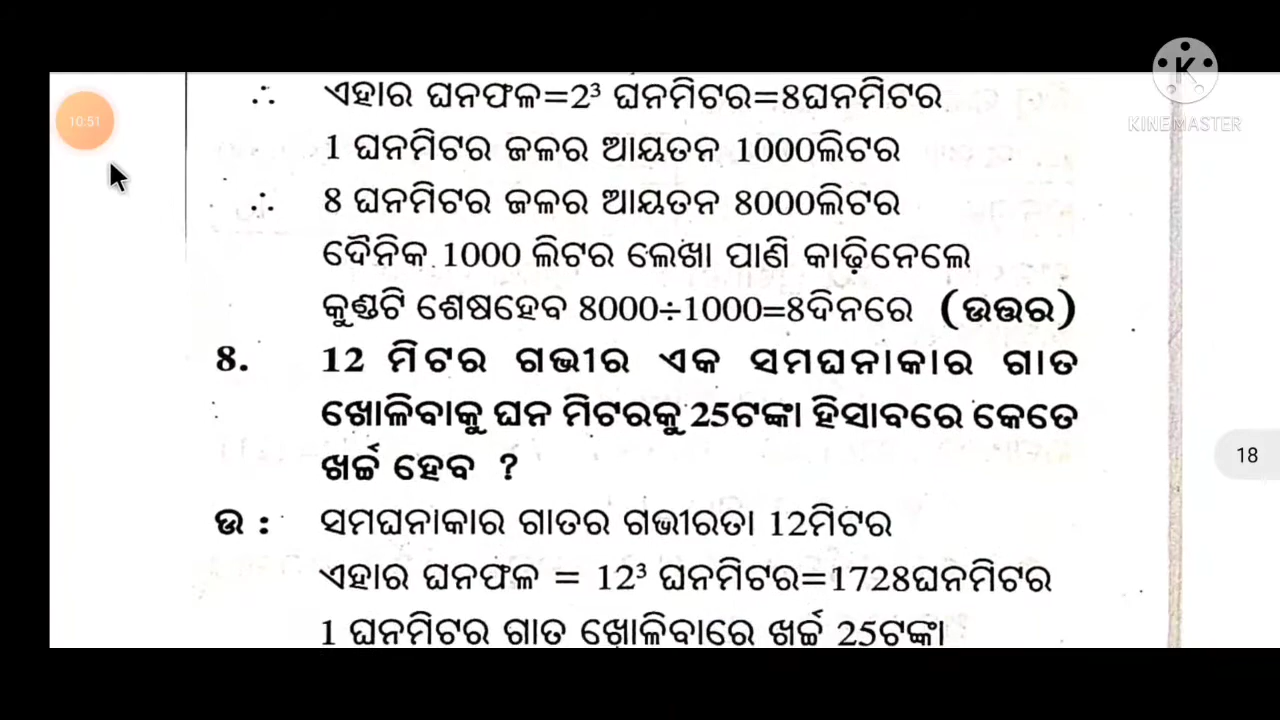 ∴ ଏହାର ଘନଫଳ=2³ ଘନମିଟର=8ଘନମିଟର
1 ଘନମିଟର ଜଳର ଆୟତନ 1000ଲିଟର
∴ 8 ଘନମିଟର ଜଳର ଆୟତନ 8000ଲିଟର
ଦୈନିକ 1000 ଲିଟର ଲେଖା ପାଣି କାଢ଼ିନେଲେ
କୁଣ୍ଡଟି ଶେଷହେବ 8000÷1000=8ଦିନରେ (ଉତ୍ତର)
8. 12 ମିଟର ଗଭୀର ଏକ ସମଘନାକାର ଗାତ
ଖୋଳିବାକୁ ଘନ ମିଟରକୁ 25ଟଙ୍କା ହିସାବରେ କେତେ
ଖର୍ଚ୍ଚ ହେବ ?
ଉ : ସମଘନାକାର ଗାତର ଗଭୀରତା 12ମିଟର
ଏହାର ଘନଫଳ = 12³ ଘନମିଟର=1728ଘନମିଟର
1 ଘନମିଟର ଗାତ ଖୋଳିବାରେ ଖର୍ଚ୍ଚ 25ଟଙ୍କା
10:51
K
KINEMASTER
18